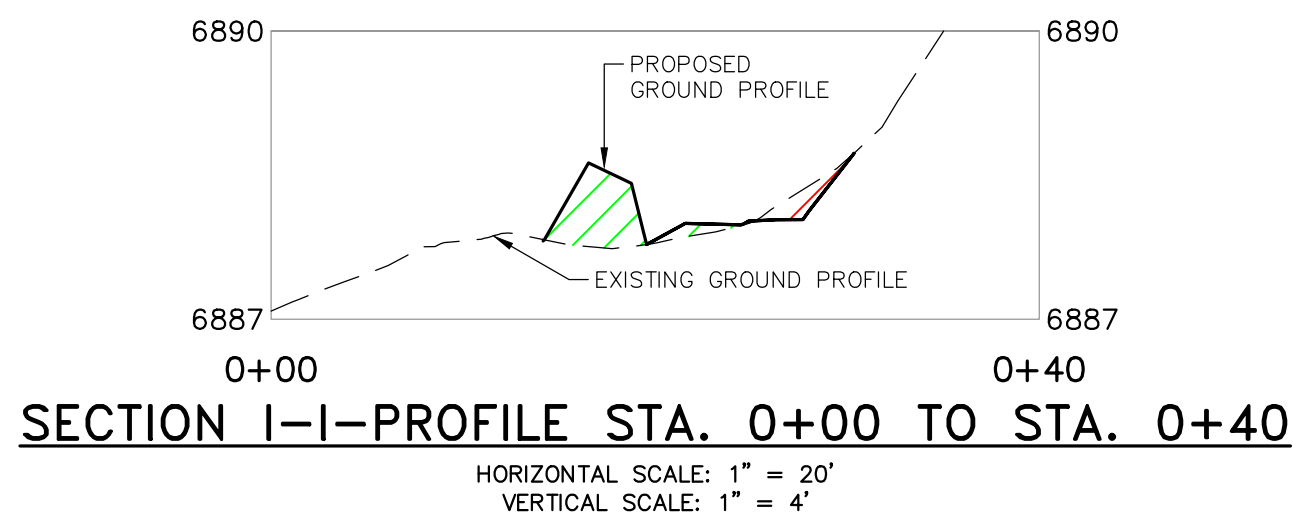 6890 6890
PROPOSED
GROUND PROFILE
EXISTING GROUND PROFILE
6887 6887
0+00 0+40
SECTION I-I-PROFILE STA. 0+00 TO STA. 0+40
HORIZONTAL SCALE: 1" = 20'
VERTICAL SCALE: 1" = 4'